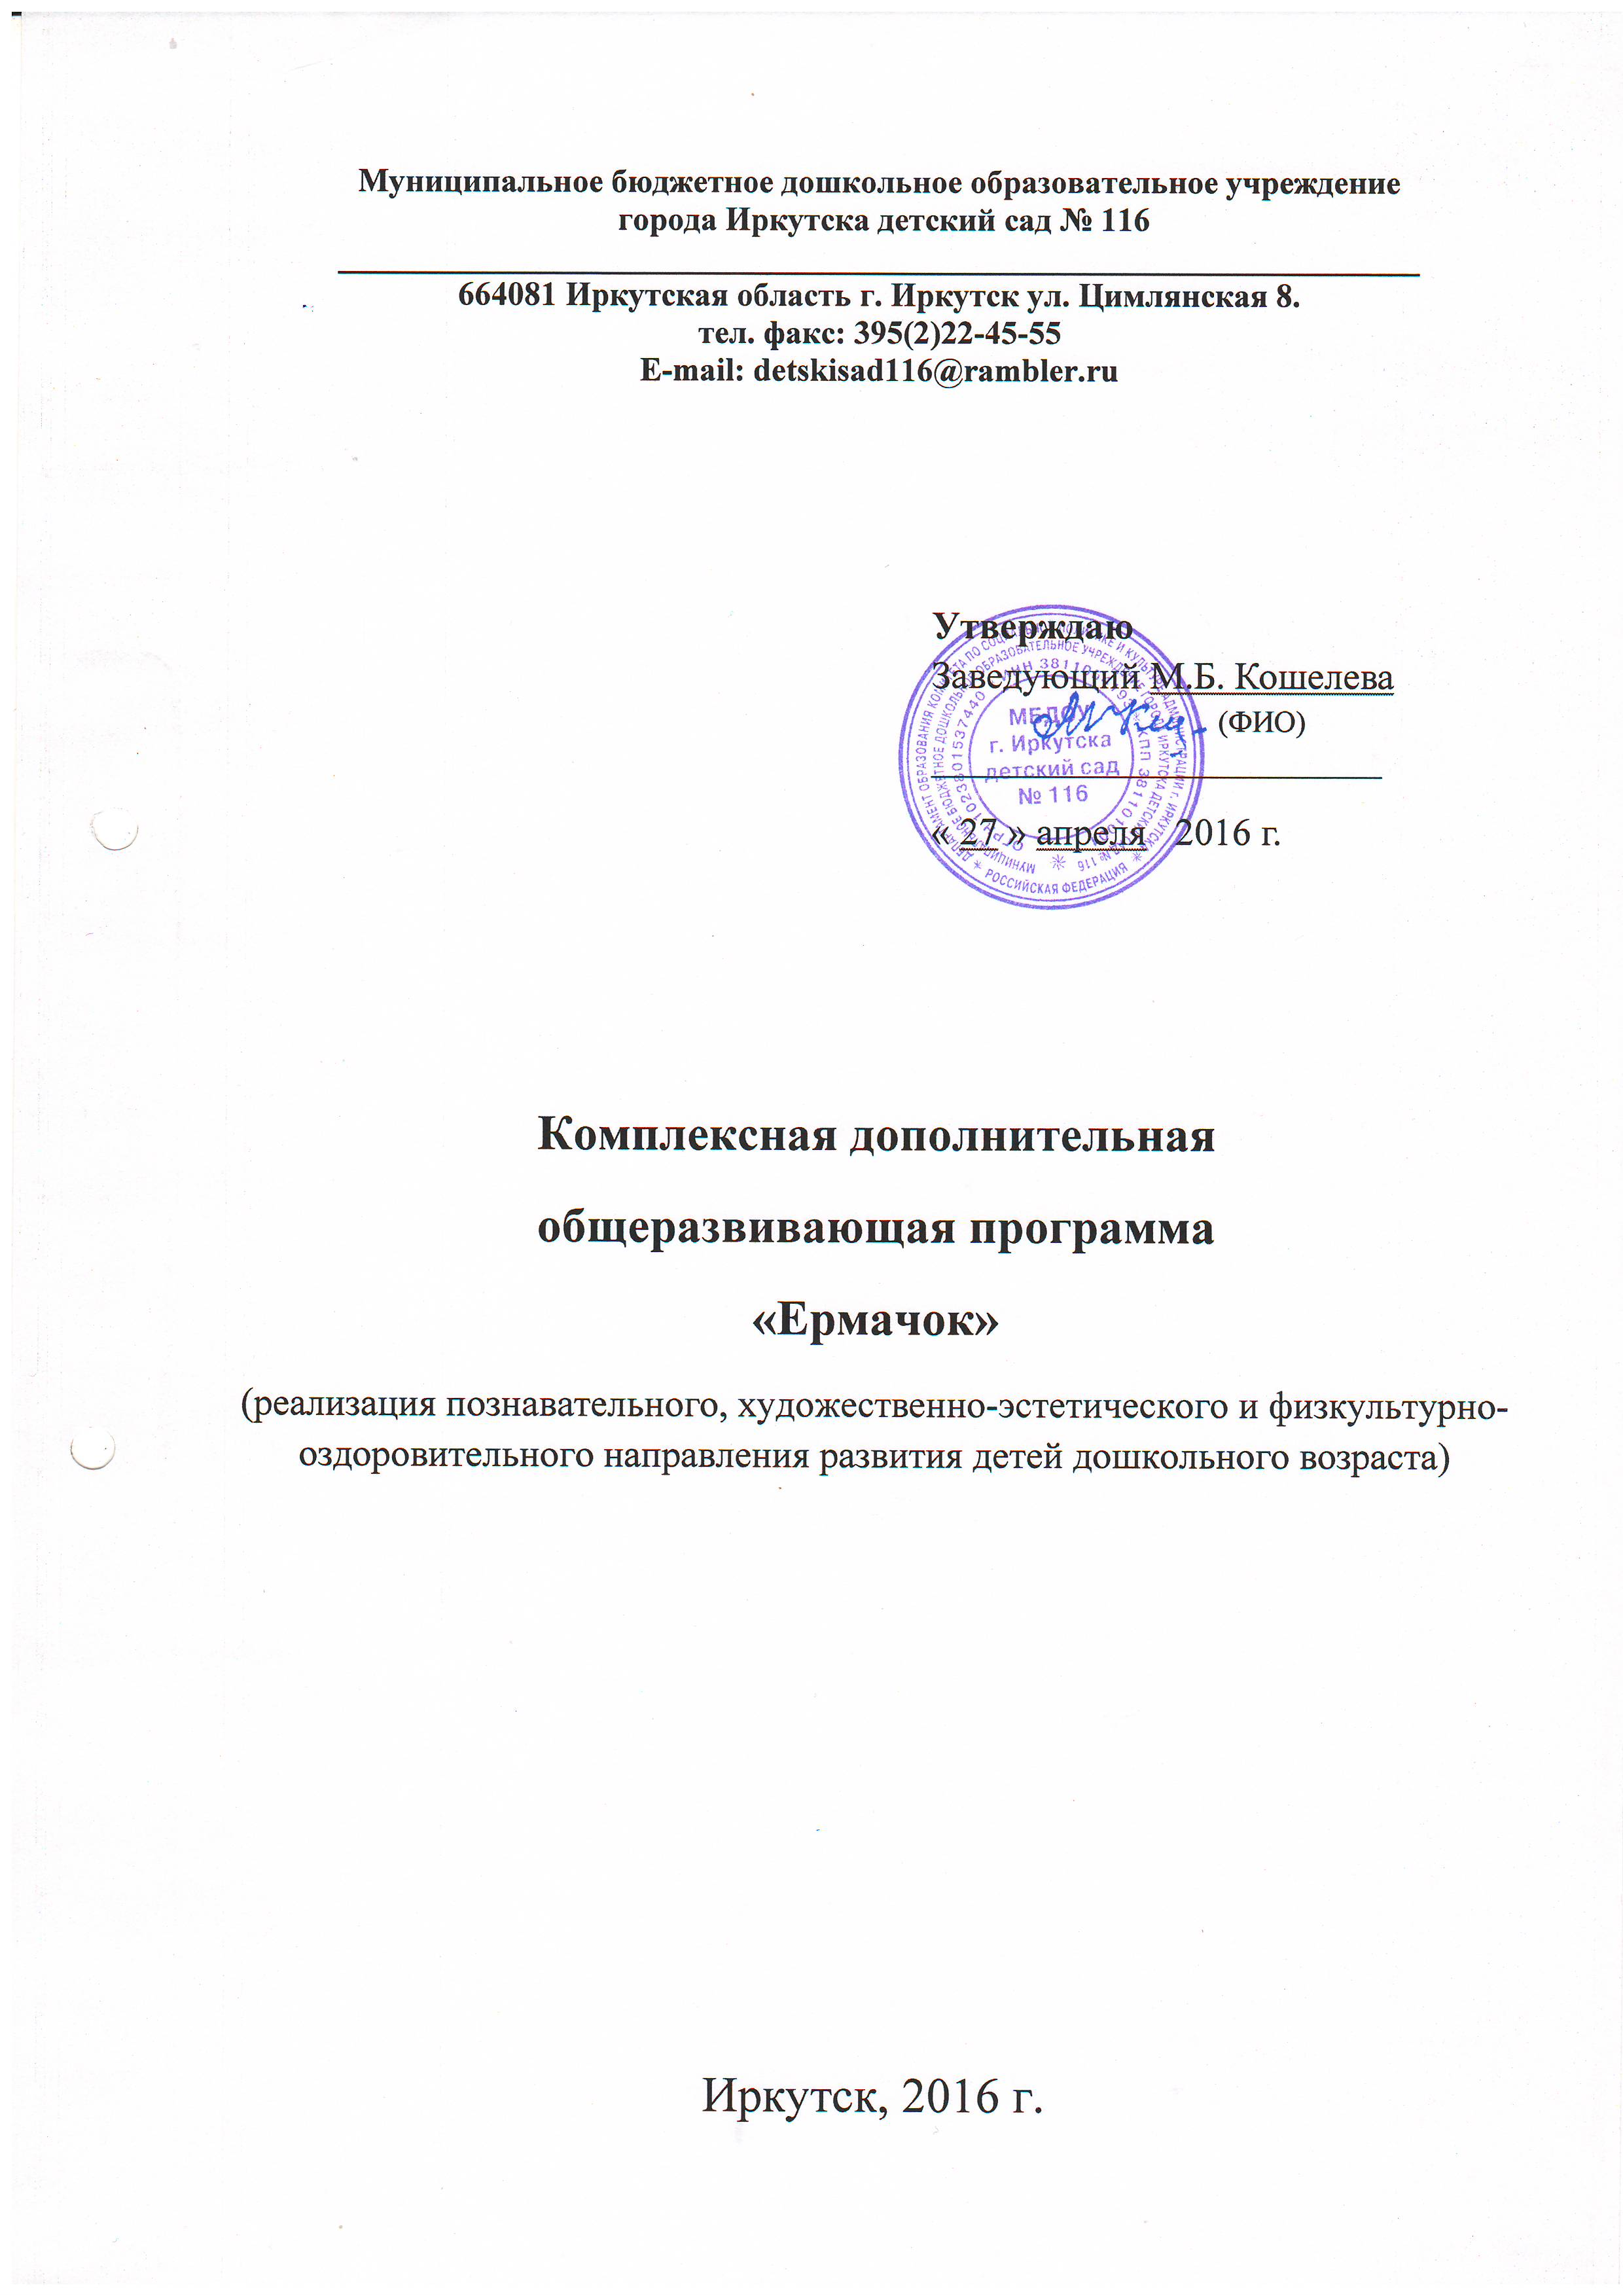 Муниципальное бюджетное дошкольное образовательное учреждение
города Иркутска детский сад № 116
664081 Иркутская область г. Иркутск ул. Цимлянская 8.
тел. факс: 395(2)22-45-55
E-mail: detskisad116@rambler.ru
Утверждаю
Заведующий М.Б. Кошелева
(ФИО)
« 27 » апреля 2016 г.
МБДОУ
г. Иркутска
детский сад
№ 116
РОССИЙСКАЯ ФЕДЕРАЦИЯ
Комплексная дополнительная
общеразвивающая программа
«Ермачок»
(реализация познавательного, художественно-эстетического и физкультурно-
оздоровительного направления развития детей дошкольного возраста)
Иркутск, 2016 г.